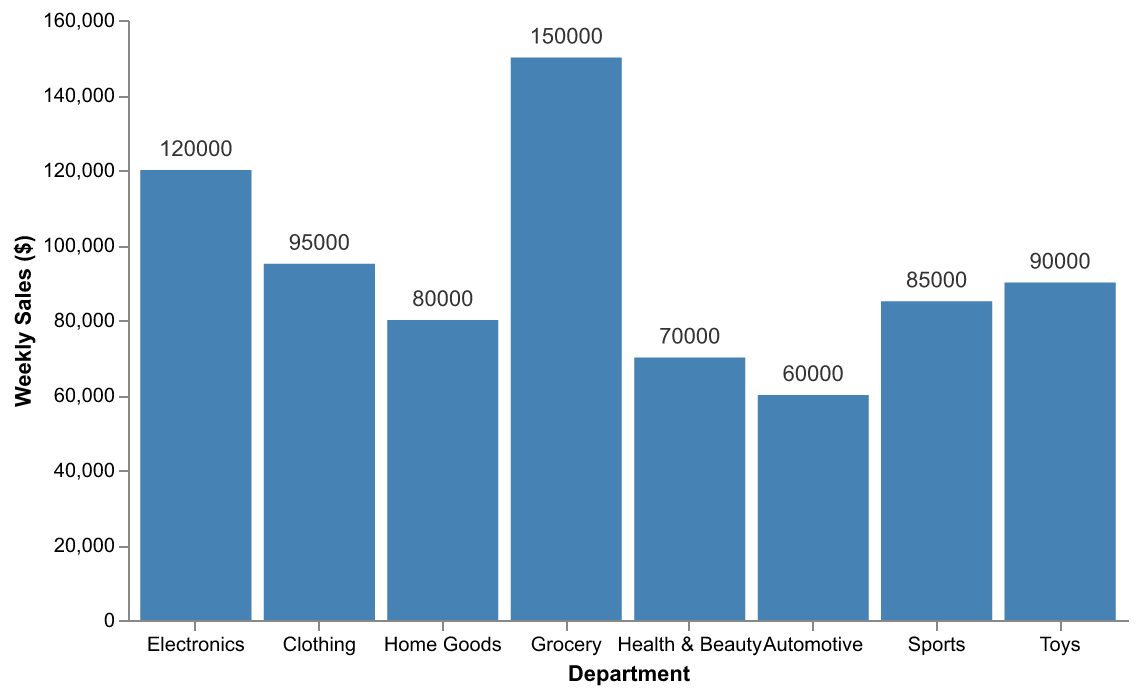 160,000
140,000
120,000
100,000
80,000
60,000
40,000
20,000
0
Weekly Sales ($)
120000
95000
80000
150000
70000
60000
85000
90000
Electronics
Clothing
Home Goods
Grocery
Health & Beauty
Automotive
Sports
Toys
Department